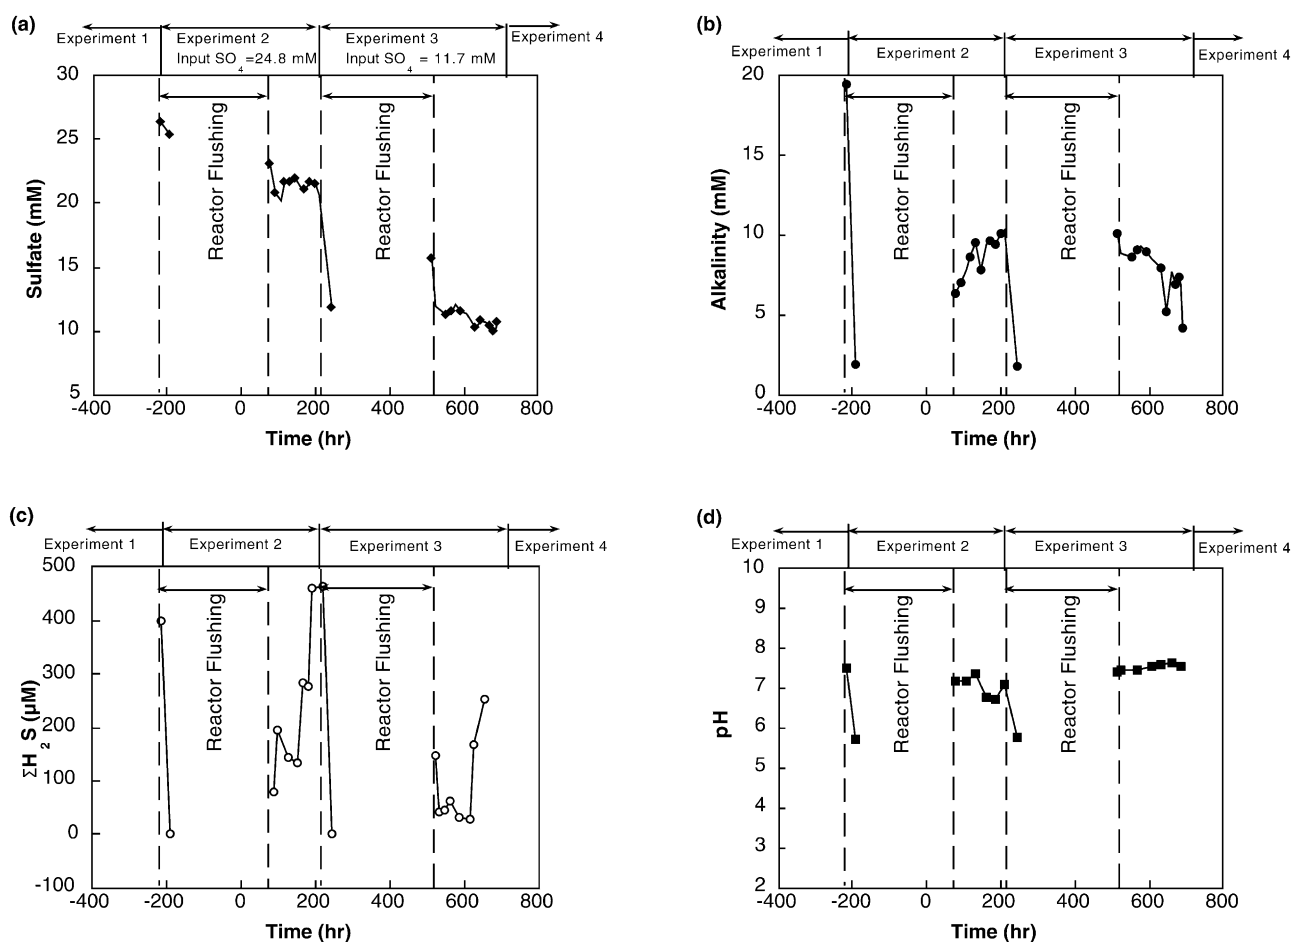 (a)
Experiment 1
Experiment 2
Input SO4=24.8 mM
Experiment 3
Input SO4 = 11.7 mM
Experiment 4
30
25
20
15
10
5
Sulfate (mM)
Reactor Flushing
Reactor Flushing
-400 -200 0 200 400 600 800
Time (hr)
(b)
Experiment 1
Experiment 2
Experiment 3
Experiment 4
20
15
10
5
0
Alkalinity (mM)
Reactor Flushing
Reactor Flushing
-400 -200 0 200 400 600 800
Time (hr)
(c)
Experiment 1
Experiment 2
Experiment 3
Experiment 4
500
400
300
200
100
0
-100
ΣH2S (µM)
Reactor Flushing
Reactor Flushing
-400 -200 0 200 400 600 800
Time (hr)
(d)
Experiment 1
Experiment 2
Experiment 3
Experiment 4
10
9
8
7
6
5
4
3
2
pH
Reactor Flushing
Reactor Flushing
-400 -200 0 200 400 600 800
Time (hr)